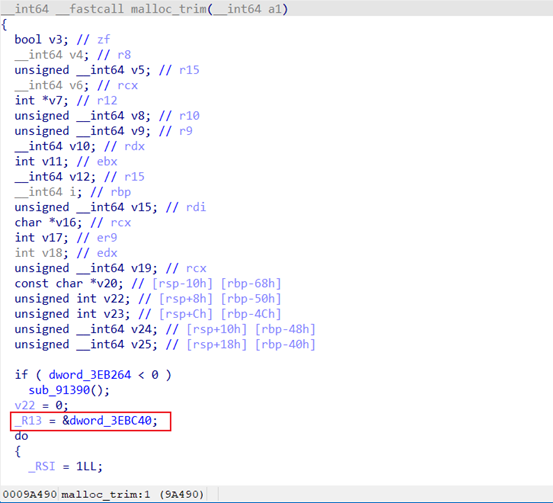 __int64 __fastcall malloc_trim(__int64 a1)
{
bool v3; // zf
__int64 v4; // r8
unsigned __int64 v5; // r15
__int64 v6; // rcx
int *v7; // r12
unsigned __int64 v8; // r10
unsigned __int64 v9; // r9
__int64 v10; // rdx
int v11; // ebx
__int64 v12; // r15
__int64 i; // rbp
unsigned __int64 v15; // rdi
char *v16; // rcx
int v17; // er9
int v18; // edx
unsigned __int64 v19; // rcx
const char *v20; // [rsp-10h] [rbp-68h]
unsigned int v22; // [rsp+8h] [rbp-50h]
unsigned int v23; // [rsp+Ch] [rbp-4Ch]
unsigned __int64 v24; // [rsp+10h] [rbp-48h]
unsigned __int64 v25; // [rsp+18h] [rbp-40h]
if ( dword_3EB264 < 0 )
sub_91390();
v22 = 0;
_R13 = &dword_3EBC40;
do
{
_RSI = 1LL;
0009A490 malloc_trim:1 (9A490)